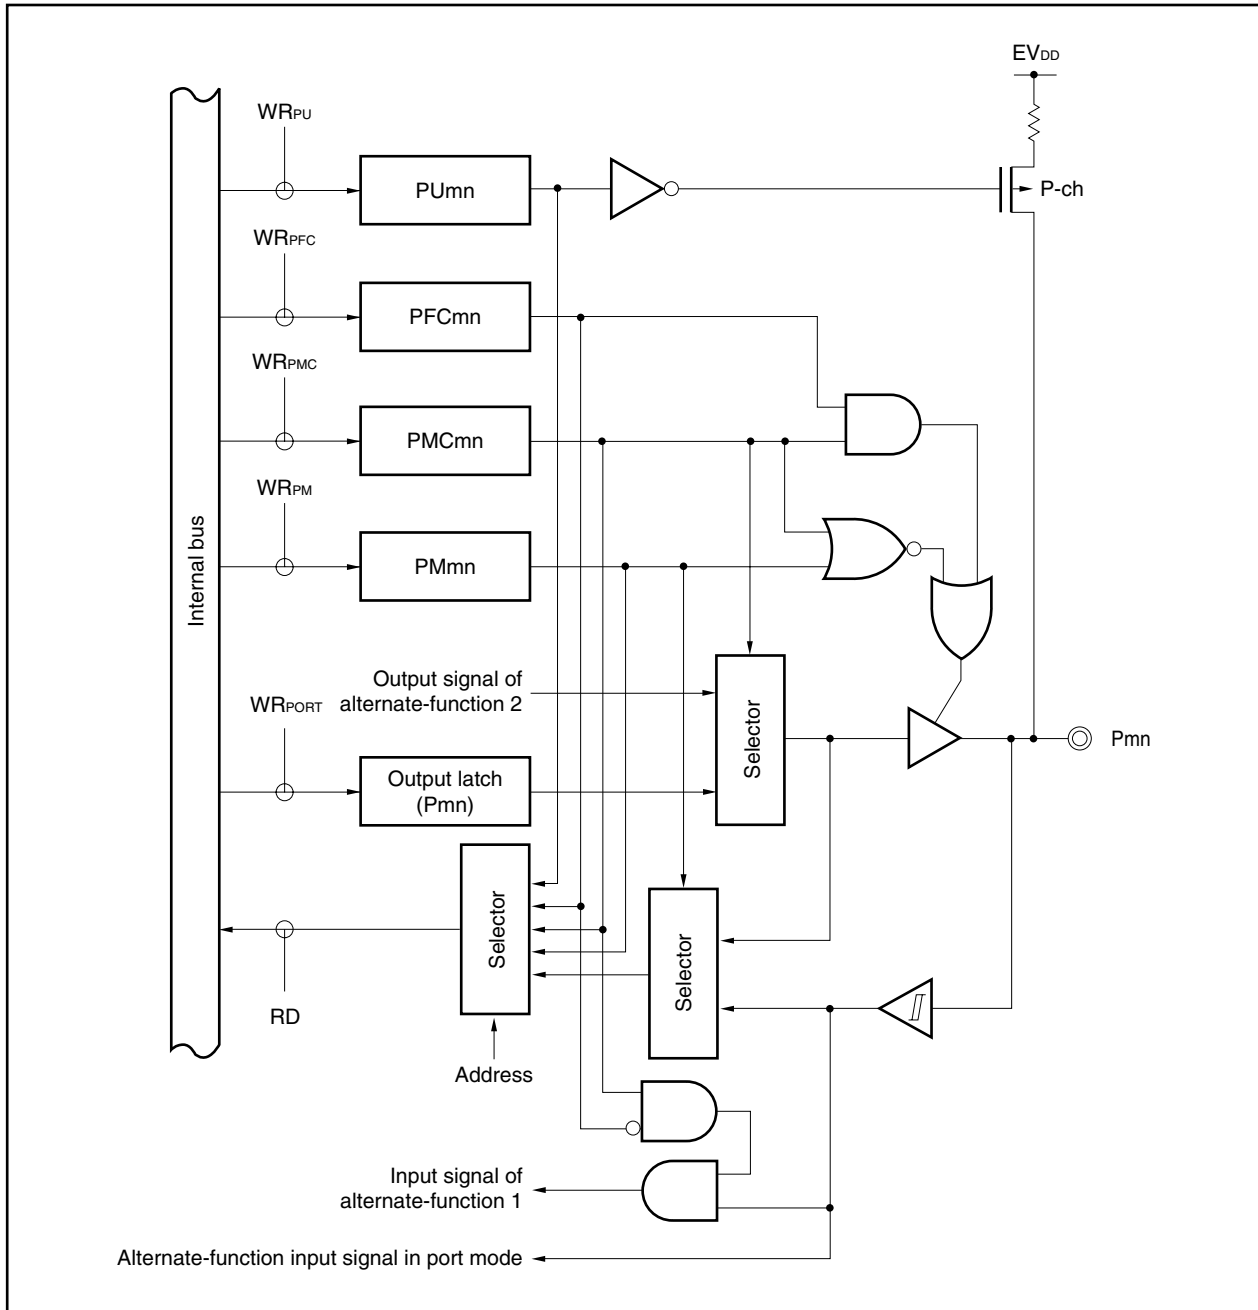 EVDD
WRPU
PUmn
P-ch
WRPFC
PFCmn
WRPMC
PMCmn
WRPM
PMmn
Internal bus
Output signal of
alternate-function 2
WRPORT
Selector
Pmn
Output latch
(Pmn)
Selector
Selector
RD
Address
Input signal of
alternate-function 1
Alternate-function input signal in port mode